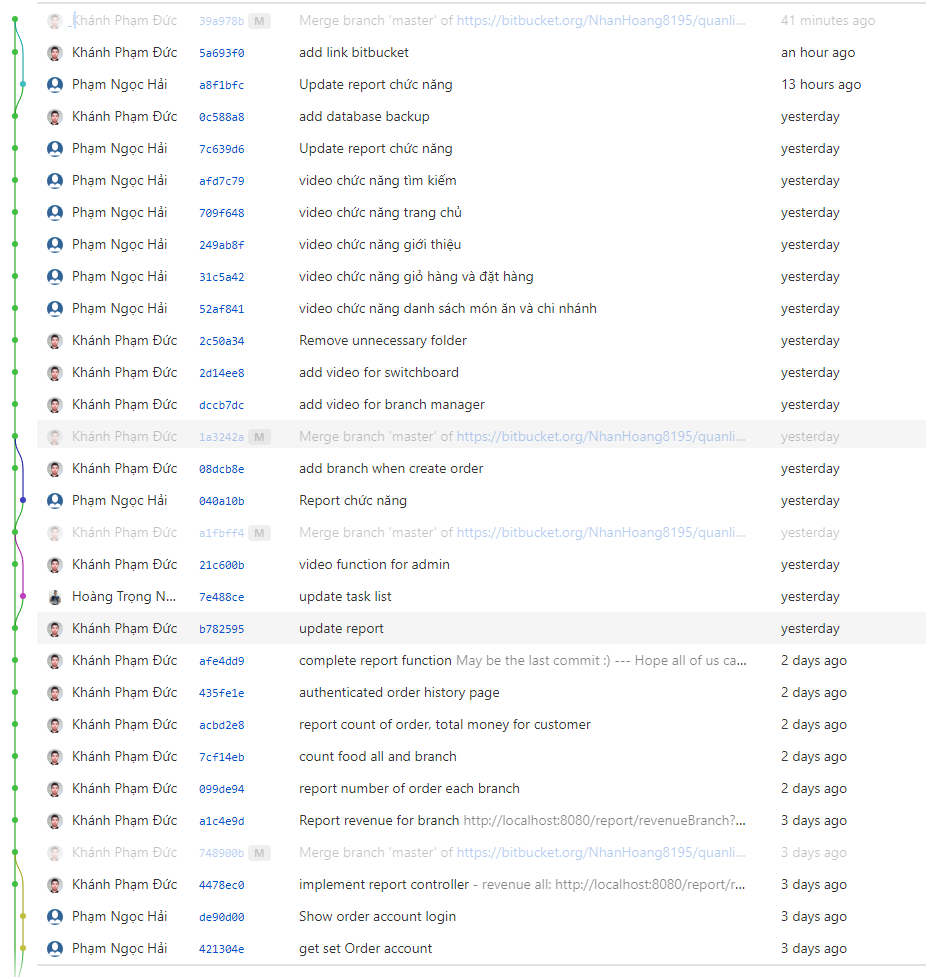 Khánh Phạm Đức 39a978b M Merge branch 'master' of https://bitbucket.org/NhanHoang8195/quanli... 41 minutes ago
Khánh Phạm Đức 5a693f0 add link bitbucket an hour ago
Phạm Ngọc Hải a8f1bfc Update report chức năng 13 hours ago
Khánh Phạm Đức 0c588a8 add database backup yesterday
Phạm Ngọc Hải 7c639d6 Update report chức năng yesterday
Phạm Ngọc Hải afd7c79 video chức năng tìm kiếm yesterday
Phạm Ngọc Hải 709f648 video chức năng trang chủ yesterday
Phạm Ngọc Hải 249ab8f video chức năng giới thiệu yesterday
Phạm Ngọc Hải 31c5a42 video chức năng giỏ hàng và đặt hàng yesterday
Phạm Ngọc Hải 52af841 video chức năng danh sách món ăn và chi nhánh yesterday
Khánh Phạm Đức 2c50a34 Remove unnecessary folder yesterday
Khánh Phạm Đức 2d14ee8 add video for switchboard yesterday
Khánh Phạm Đức dccb7dc add video for branch manager yesterday
Khánh Phạm Đức 1a3242a M Merge branch 'master' of https://bitbucket.org/NhanHoang8195/quanli... yesterday
Khánh Phạm Đức 08dcb8e add branch when create order yesterday
Phạm Ngọc Hải 040a10b Report chức năng yesterday
Khánh Phạm Đức a1fbff4 M Merge branch 'master' of https://bitbucket.org/NhanHoang8195/quanli... yesterday
Khánh Phạm Đức 21c600b video function for admin yesterday
Hoàng Trọng N... 7e488ce update task list yesterday
Khánh Phạm Đức b782595 update report yesterday
Khánh Phạm Đức afe4dd9 complete report function May be the last commit :) --- Hope all of us ca... 2 days ago
Khánh Phạm Đức 435fe1e authenticated order history page 2 days ago
Khánh Phạm Đức acbd2e8 report count of order, total money for customer 2 days ago
Khánh Phạm Đức 7cf14eb count food all and branch 2 days ago
Khánh Phạm Đức 099de94 report number of order each branch 2 days ago
Khánh Phạm Đức a1c4e9d Report revenue for branch http://localhost:8080/report/revenueBranch?... 3 days ago
Khánh Phạm Đức 748900b M Merge branch 'master' of https://bitbucket.org/NhanHoang8195/quanli... 3 days ago
Khánh Phạm Đức 4478ec0 implement report controller - revenue all: http://localhost:8080/report/r... 3 days ago
Phạm Ngọc Hải de90d00 Show order account login 3 days ago
Phạm Ngọc Hải 421304e get set Order account 3 days ago